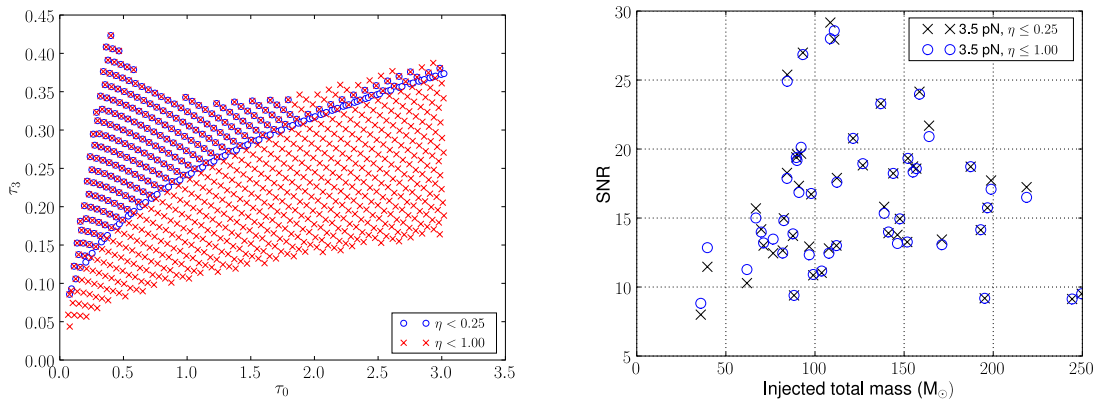 0.45
0.40
0.35
0.30
0.25
0.20
0.15
0.10
0.05
0.00
τ₃
0.0 0.5 1.0 1.5 2.0 2.5 3.0 3.5
τ₀
η < 0.25
η < 1.00
30
25
20
15
10
5
SNR
0 50 100 150 200 250
Injected total mass (M⊙)
3.5 pN, η ≤ 0.25
3.5 pN, η ≤ 1.00